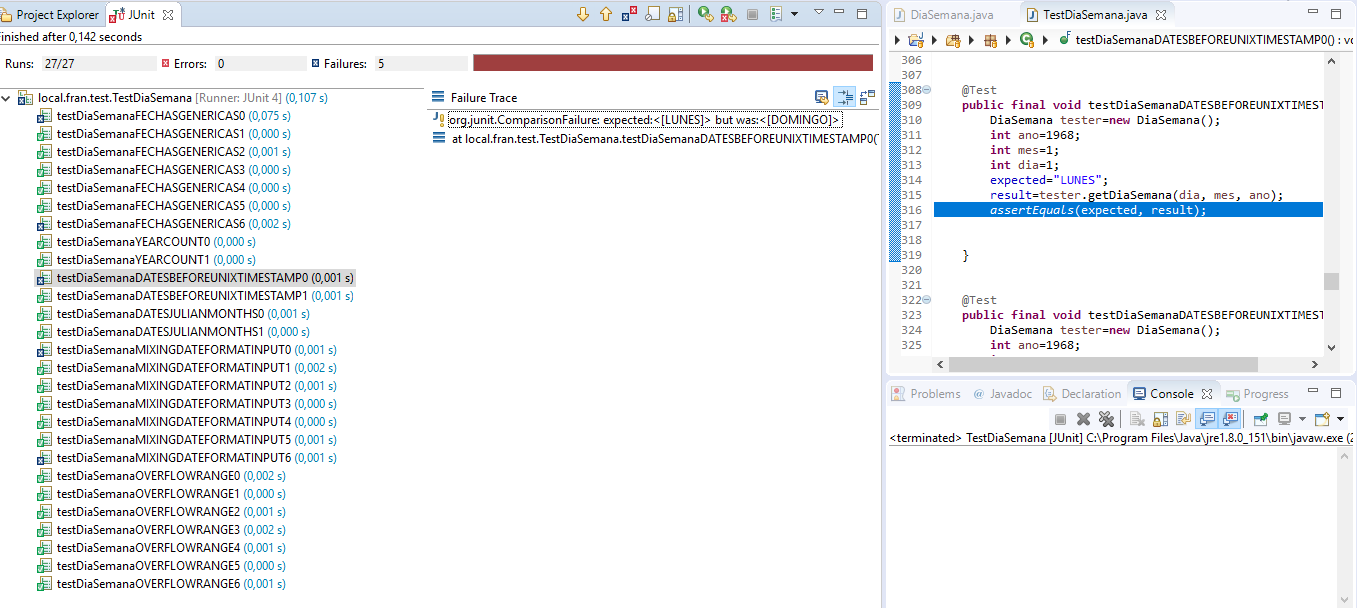 Project Explorer
JUnit
Finished after 0,142 seconds
Runs: 27/27
Errors: 0
Failures: 5
local.fran.test.TestDiaSemana [Runner: JUnit 4] (0,107 s)
testDiaSemanaFECHASGENERICAS0 (0,075 s)
testDiaSemanaFECHASGENERICAS1 (0,000 s)
testDiaSemanaFECHASGENERICAS2 (0,001 s)
testDiaSemanaFECHASGENERICAS3 (0,000 s)
testDiaSemanaFECHASGENERICAS4 (0,000 s)
testDiaSemanaFECHASGENERICAS5 (0,000 s)
testDiaSemanaFECHASGENERICAS6 (0,002 s)
testDiaSemanaYEARCOUNT0 (0,000 s)
testDiaSemanaYEARCOUNT1 (0,000 s)
testDiaSemanaDATESBEFOREUNIXTIMESTAMP0 (0,001 s)
testDiaSemanaDATESBEFOREUNIXTIMESTAMP1 (0,001 s)
testDiaSemanaDATESJULIANMONTHS0 (0,001 s)
testDiaSemanaDATESJULIANMONTHS1 (0,000 s)
testDiaSemanaMIXINGDATEFORMATINPUT0 (0,001 s)
testDiaSemanaMIXINGDATEFORMATINPUT1 (0,002 s)
testDiaSemanaMIXINGDATEFORMATINPUT2 (0,001 s)
testDiaSemanaMIXINGDATEFORMATINPUT3 (0,000 s)
testDiaSemanaMIXINGDATEFORMATINPUT4 (0,000 s)
testDiaSemanaMIXINGDATEFORMATINPUT5 (0,001 s)
testDiaSemanaMIXINGDATEFORMATINPUT6 (0,001 s)
testDiaSemanaOVERFLOWRANGE0 (0,002 s)
testDiaSemanaOVERFLOWRANGE1 (0,000 s)
testDiaSemanaOVERFLOWRANGE2 (0,001 s)
testDiaSemanaOVERFLOWRANGE3 (0,002 s)
testDiaSemanaOVERFLOWRANGE4 (0,001 s)
testDiaSemanaOVERFLOWRANGE5 (0,000 s)
testDiaSemanaOVERFLOWRANGE6 (0,001 s)
Failure Trace
org.junit.ComparisonFailure: expected:<[LUNES]> but was:<[DOMINGO]>
at local.fran.test.TestDiaSemana.testDiaSemanaDATESBEFOREUNIXTIMESTAMP0(
DiaSemana.java
TestDiaSemana.java
testDiaSemanaDATESBEFOREUNIXTIMESTAMP0() : vo
306
307
308 @Test
309 public final void testDiaSemanaDATESBEFOREUNIXTIMEST
310 DiaSemana tester=new DiaSemana();
311 int ano=1968;
312 int mes=1;
313 int dia=1;
314 expected="LUNES";
315 result=tester.getDiaSemana(dia, mes, ano);
316 assertEquals(expected, result);
317
318
319 }
320
321
322 @Test
323 public final void testDiaSemanaDATESBEFOREUNIXTIMEST
324 DiaSemana tester=new DiaSemana();
325 int ano=1968;
Problems
@ Javadoc
Declaration
Console
Progress
<terminated> TestDiaSemana [JUnit] C:\Program Files\Java\jre1.8.0_151\bin\javaw.exe (2